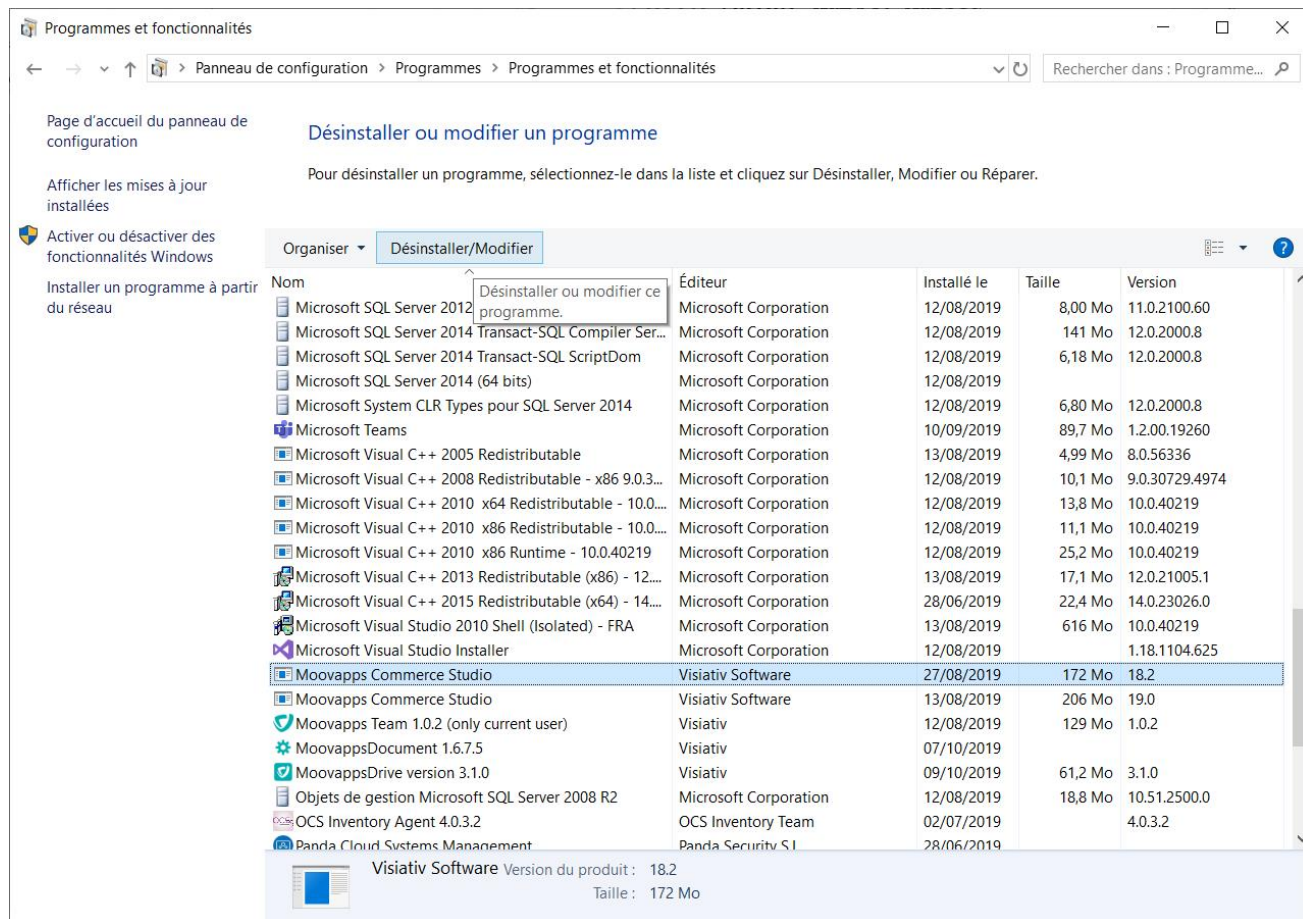 Programmes et fonctionnalités
Panneau de configuration > Programmes > Programmes et fonctionnalités
Rechercher dans : Programme...
Page d'accueil du panneau de
configuration
Afficher les mises à jour
installées
Activer ou désactiver des
fonctionnalités Windows
Installer un programme à partir
du réseau
Désinstaller ou modifier un programme
Pour désinstaller un programme, sélectionnez-le dans la liste et cliquez sur Désinstaller, Modifier ou Réparer.
Organiser Désinstaller/Modifier
Nom Éditeur Installé le Taille Version
Désinstaller ou modifier ce
programme.
Microsoft SQL Server 2012 Microsoft Corporation 12/08/2019 8,00 Mo 11.0.2100.60
Microsoft SQL Server 2014 Transact-SQL Compiler Ser... Microsoft Corporation 12/08/2019 141 Mo 12.0.2000.8
Microsoft SQL Server 2014 Transact-SQL ScriptDom Microsoft Corporation 12/08/2019 6,18 Mo 12.0.2000.8
Microsoft SQL Server 2014 (64 bits) Microsoft Corporation 12/08/2019
Microsoft System CLR Types pour SQL Server 2014 Microsoft Corporation 12/08/2019 6,80 Mo 12.0.2000.8
Microsoft Teams Microsoft Corporation 10/09/2019 89,7 Mo 1.2.00.19260
Microsoft Visual C++ 2005 Redistributable Microsoft Corporation 13/08/2019 4,99 Mo 8.0.56336
Microsoft Visual C++ 2008 Redistributable - x86 9.0.3... Microsoft Corporation 12/08/2019 10,1 Mo 9.0.30729.4974
Microsoft Visual C++ 2010 x64 Redistributable - 10.0.... Microsoft Corporation 12/08/2019 13,8 Mo 10.0.40219
Microsoft Visual C++ 2010 x86 Redistributable - 10.0.... Microsoft Corporation 12/08/2019 11,1 Mo 10.0.40219
Microsoft Visual C++ 2010 x86 Runtime - 10.0.40219 Microsoft Corporation 12/08/2019 25,2 Mo 10.0.40219
Microsoft Visual C++ 2013 Redistributable (x86) - 12.... Microsoft Corporation 13/08/2019 17,1 Mo 12.0.21005.1
Microsoft Visual C++ 2015 Redistributable (x64) - 14.... Microsoft Corporation 28/06/2019 22,4 Mo 14.0.23026.0
Microsoft Visual Studio 2010 Shell (Isolated) - FRA Microsoft Corporation 13/08/2019 616 Mo 10.0.40219
Microsoft Visual Studio Installer Microsoft Corporation 12/08/2019 1.18.1104.625
Moovapps Commerce Studio Visiativ Software 27/08/2019 172 Mo 18.2
Moovapps Commerce Studio Visiativ Software 13/08/2019 206 Mo 19.0
Moovapps Team 1.0.2 (only current user) Visiativ 12/08/2019 129 Mo 1.0.2
MoovappsDocument 1.6.7.5 Visiativ 07/10/2019
MoovappsDrive version 3.1.0 Visiativ 09/10/2019 61,2 Mo 3.1.0
Objets de gestion Microsoft SQL Server 2008 R2 Microsoft Corporation 12/08/2019 18,8 Mo 10.51.2500.0
OCS Inventory Agent 4.0.3.2 OCS Inventory Team 02/07/2019 4.0.3.2
Panda Cloud Systems Management Panda Security S.L. 28/06/2019
Visiativ Software Version du produit : 18.2
Taille : 172 Mo